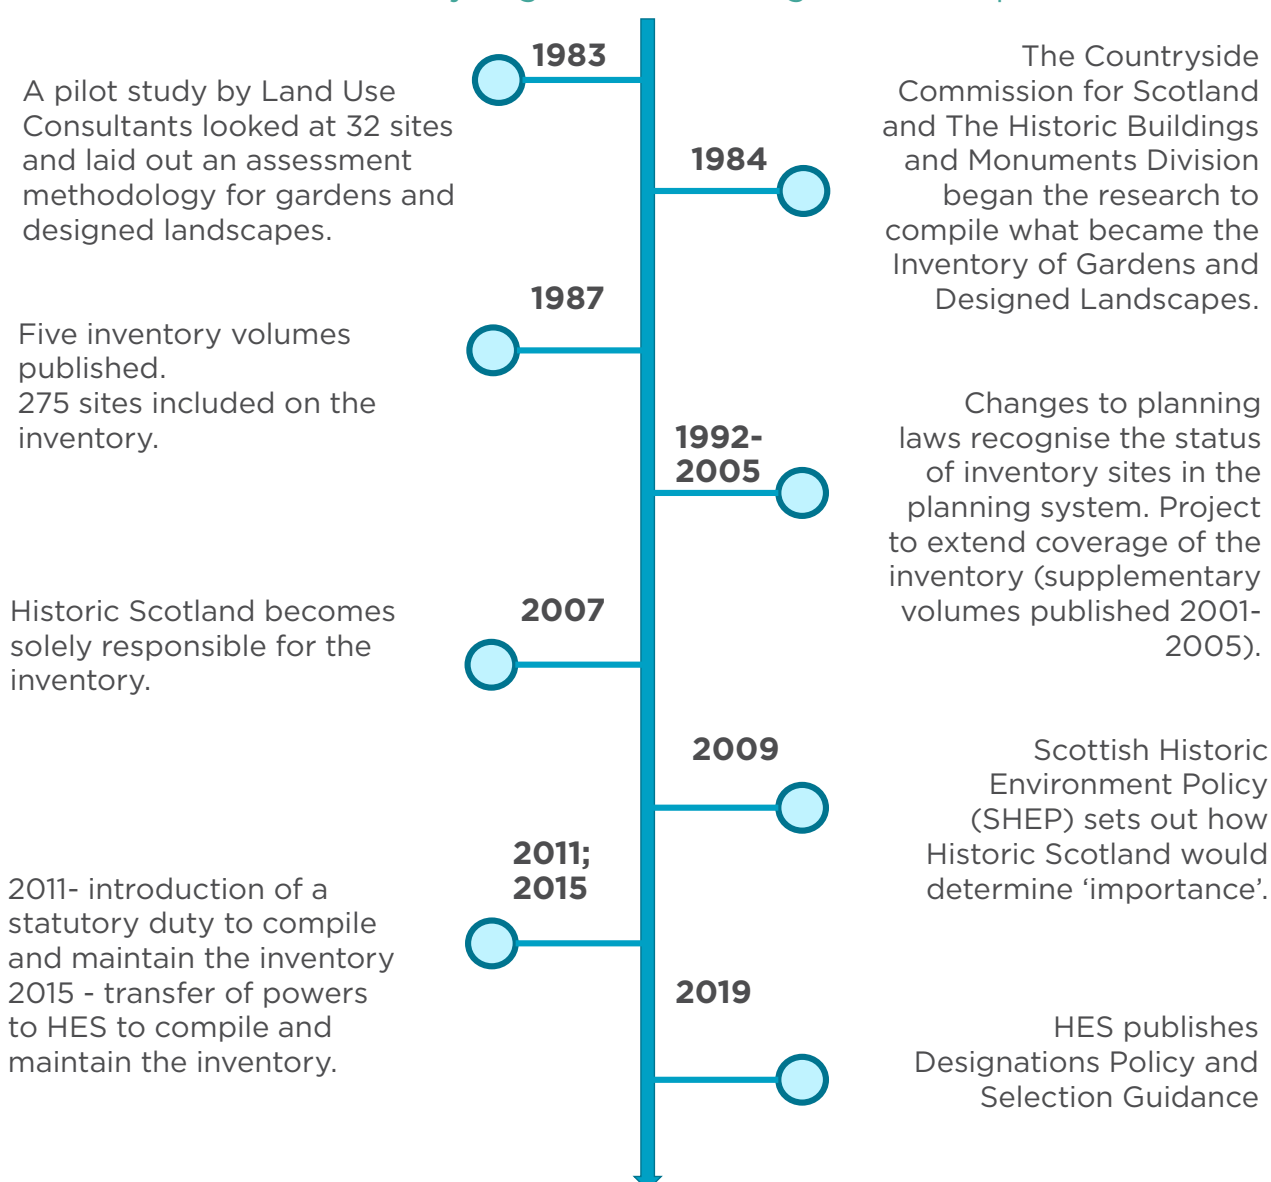 1983
A pilot study by Land Use
Consultants looked at 32 sites
and laid out an assessment
methodology for gardens and
designed landscapes.
1984
The Countryside
Commission for Scotland
and The Historic Buildings
and Monuments Division
began the research to
compile what became the
Inventory of Gardens and
Designed Landscapes.
1987
Five inventory volumes
published.
275 sites included on the
inventory.
1992-
2005
Changes to planning
laws recognise the status
of inventory sites in the
planning system. Project
to extend coverage of the
inventory (supplementary
volumes published 2001-
2005).
2007
Historic Scotland becomes
solely responsible for the
inventory.
2009
Scottish Historic
Environment Policy
(SHEP) sets out how
Historic Scotland would
determine ‘importance’.
2011;
2015
2011- introduction of a
statutory duty to compile
and maintain the inventory
2015 - transfer of powers
to HES to compile and
maintain the inventory.
2019
HES publishes
Designations Policy and
Selection Guidance